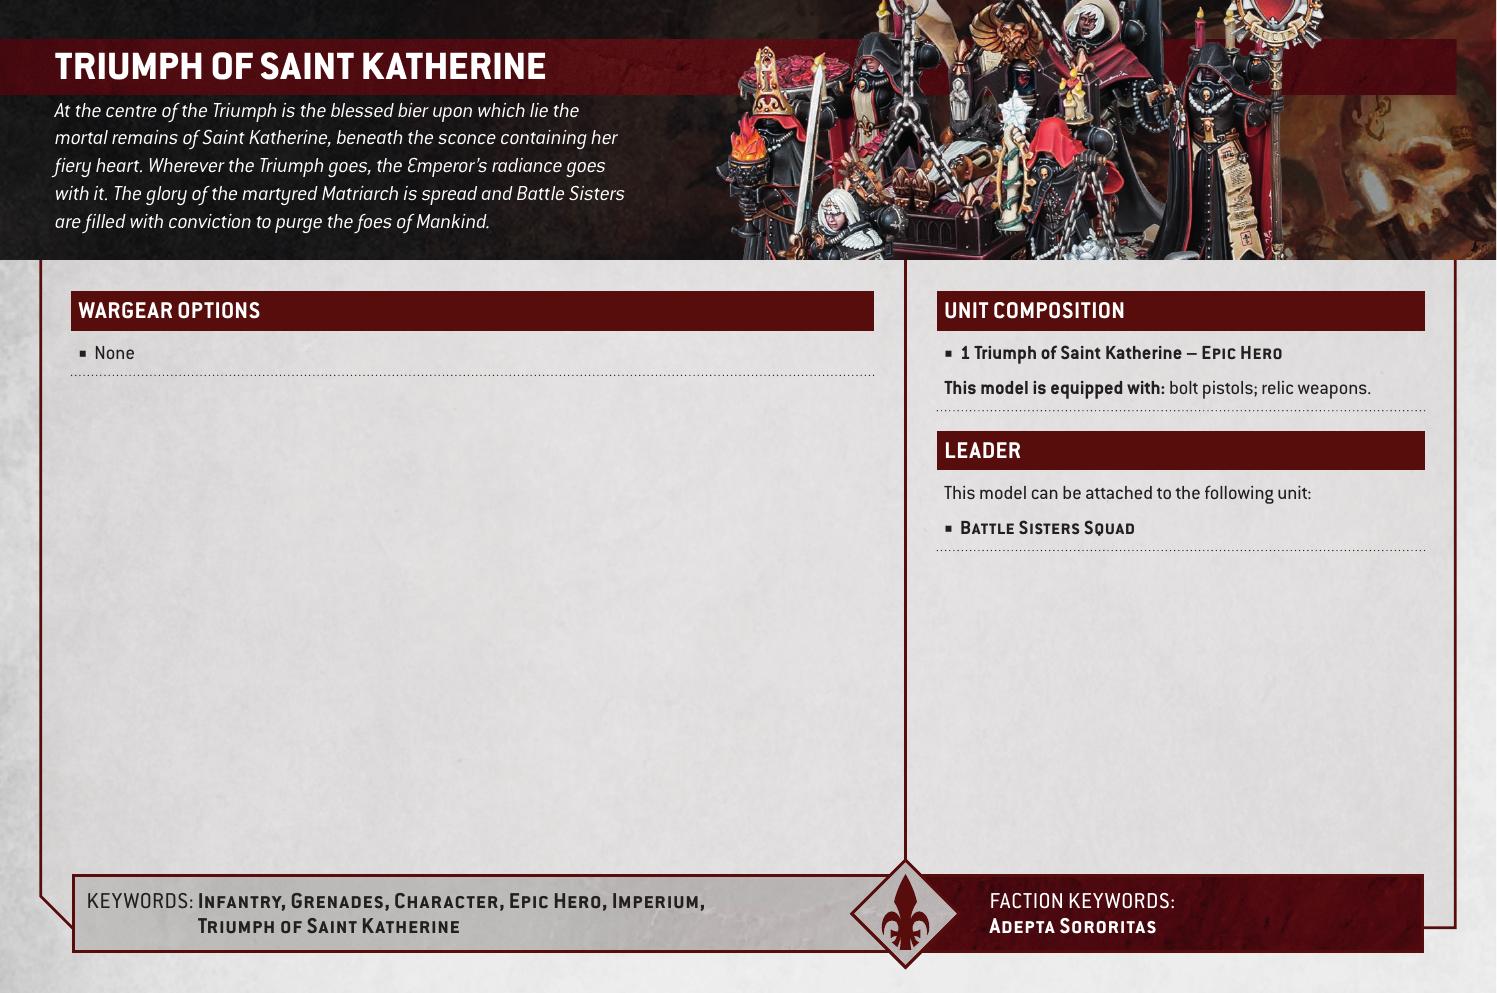 TRIUMPH OF SAINT KATHERINE
At the centre of the Triumph is the blessed bier upon which lie the
mortal remains of Saint Katherine, beneath the sconce containing her
fiery heart. Wherever the Triumph goes, the Emperor's radiance goes
with it. The glory of the martyred Matriarch is spread and Battle Sisters
are filled with conviction to purge the foes of Mankind.
WARGEAR OPTIONS
▪ None
UNIT COMPOSITION
▪ 1 Triumph of Saint Katherine – EPIC HERO
This model is equipped with: bolt pistols; relic weapons.
LEADER
This model can be attached to the following unit:
▪ BATTLE SISTERS SQUAD
KEYWORDS: INFANTRY, GRENADES, CHARACTER, EPIC HERO, IMPERIUM,
TRIUMPH OF SAINT KATHERINE
FACTION KEYWORDS:
ADEPTA SORORITAS